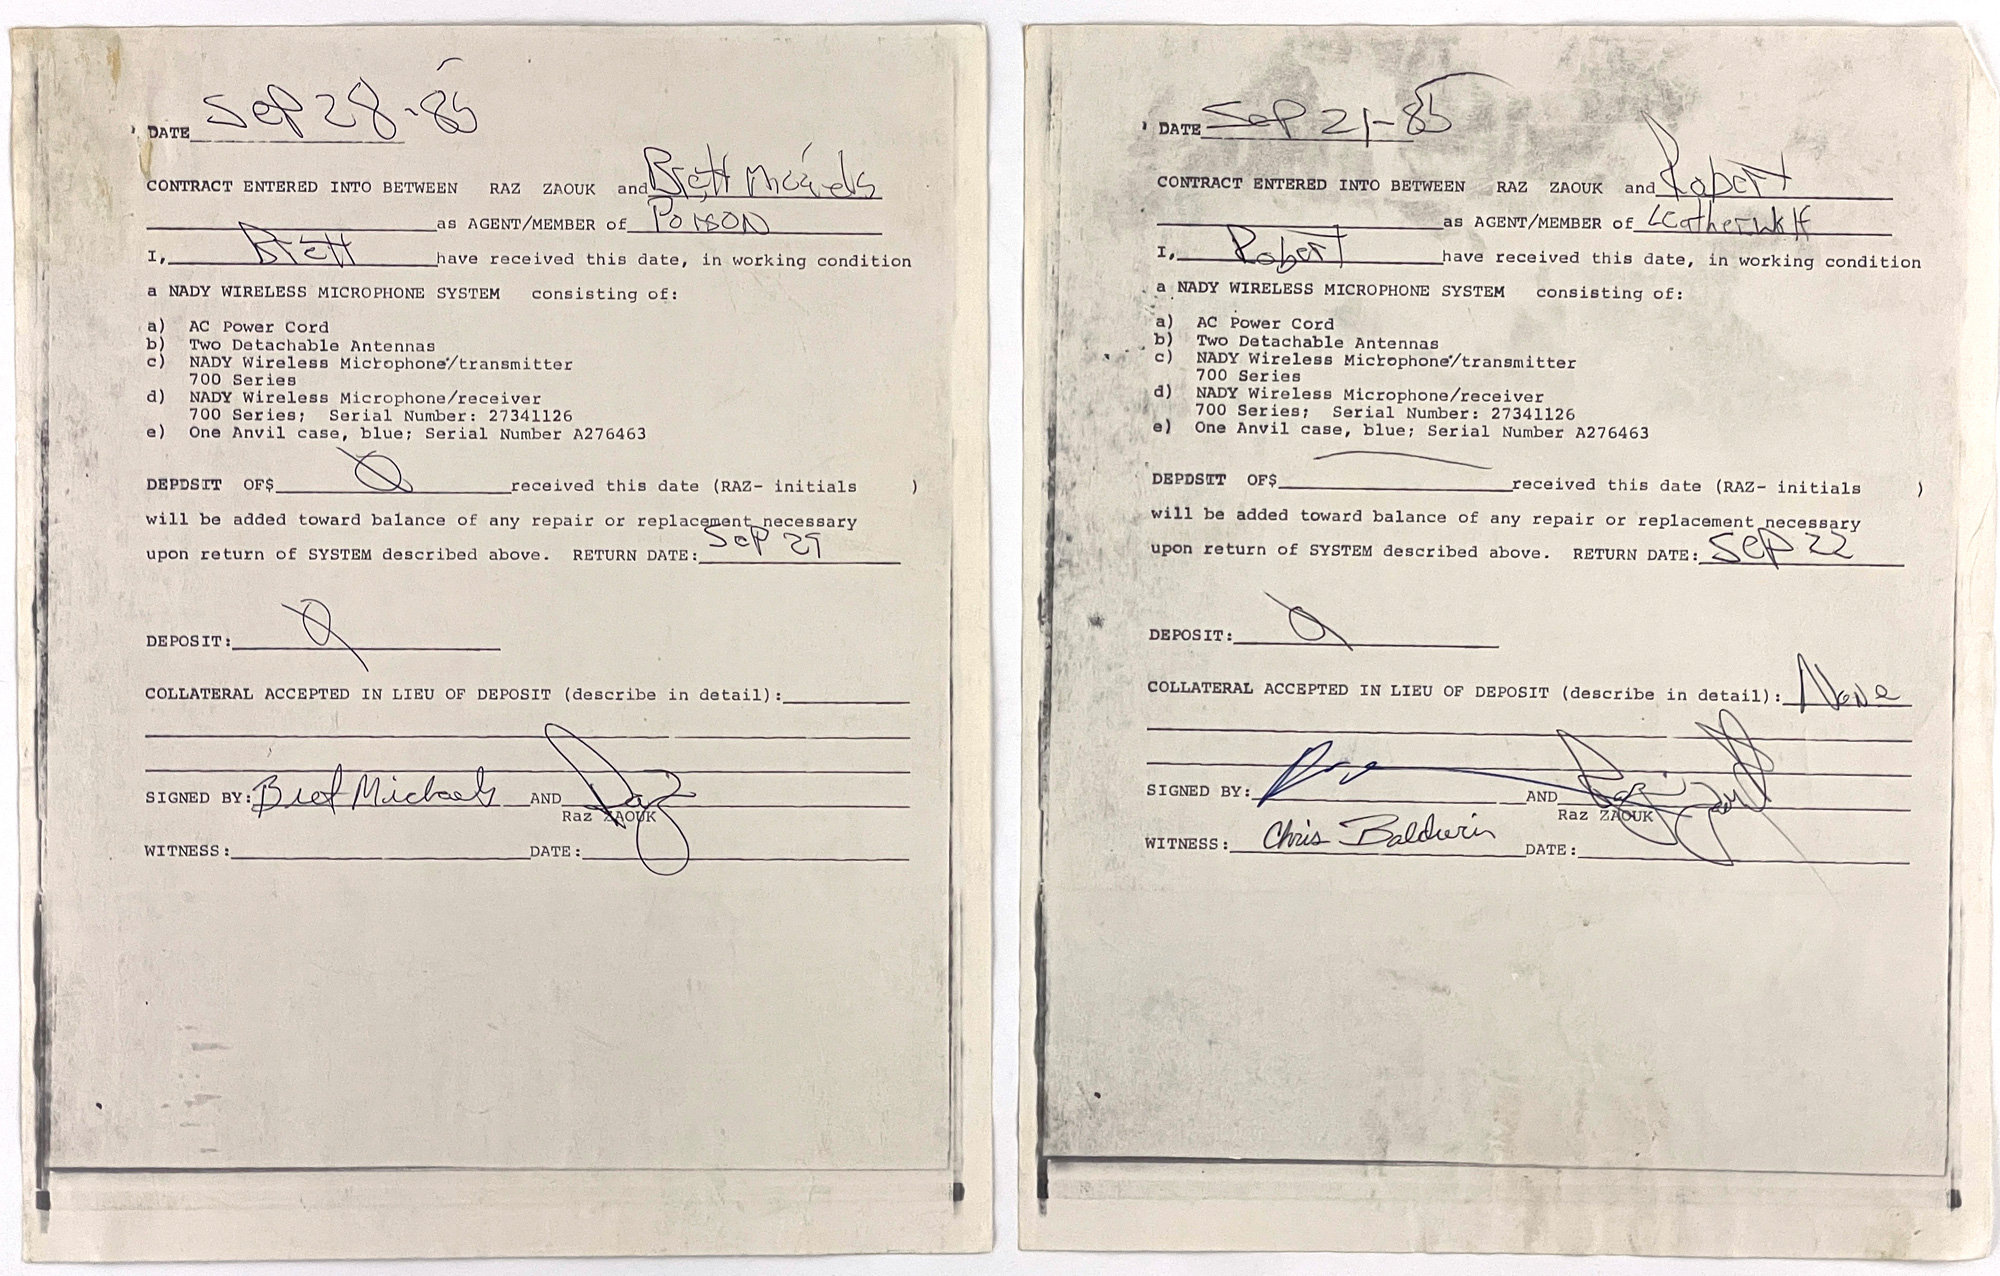 DATE Sep 28-85
CONTRACT ENTERED INTO BETWEEN RAZ ZAOUK and Brett Micaels
as AGENT/MEMBER of POISON
I, Brett have received this date, in working condition
a NADY WIRELESS MICROPHONE SYSTEM consisting of:
a) AC Power Cord
b) Two Detachable Antennas
c) NADY Wireless Microphone/transmitter
700 Series
d) NADY Wireless Microphone/receiver
700 Series; Serial Number: 27341126
e) One Anvil case, blue; Serial Number A276463
DEPDSIT OF$ Ø received this date (RAZ- initials )
will be added toward balance of any repair or replacement necessary
upon return of SYSTEM described above. RETURN DATE: Sep 29
DEPOSIT: Ø
COLLATERAL ACCEPTED IN LIEU OF DEPOSIT (describe in detail):
SIGNED BY: Bret Michaels AND Raz
Raz ZAOUK
WITNESS: DATE:
DATE Sep 21-85
CONTRACT ENTERED INTO BETWEEN RAZ ZAOUK and Robert
as AGENT/MEMBER of Leatherwolf
I, Robert have received this date, in working condition
a NADY WIRELESS MICROPHONE SYSTEM consisting of:
a) AC Power Cord
b) Two Detachable Antennas
c) NADY Wireless Microphone/transmitter
700 Series
d) NADY Wireless Microphone/receiver
700 Series; Serial Number: 27341126
e) One Anvil case, blue; Serial Number A276463
DEPDSIT OF$ received this date (RAZ- initials )
will be added toward balance of any repair or replacement necessary
upon return of SYSTEM described above. RETURN DATE: Sep 22
DEPOSIT: Ø
COLLATERAL ACCEPTED IN LIEU OF DEPOSIT (describe in detail): None
SIGNED BY: AND
Raz ZAOUK
WITNESS: Chris Baldwin DATE: